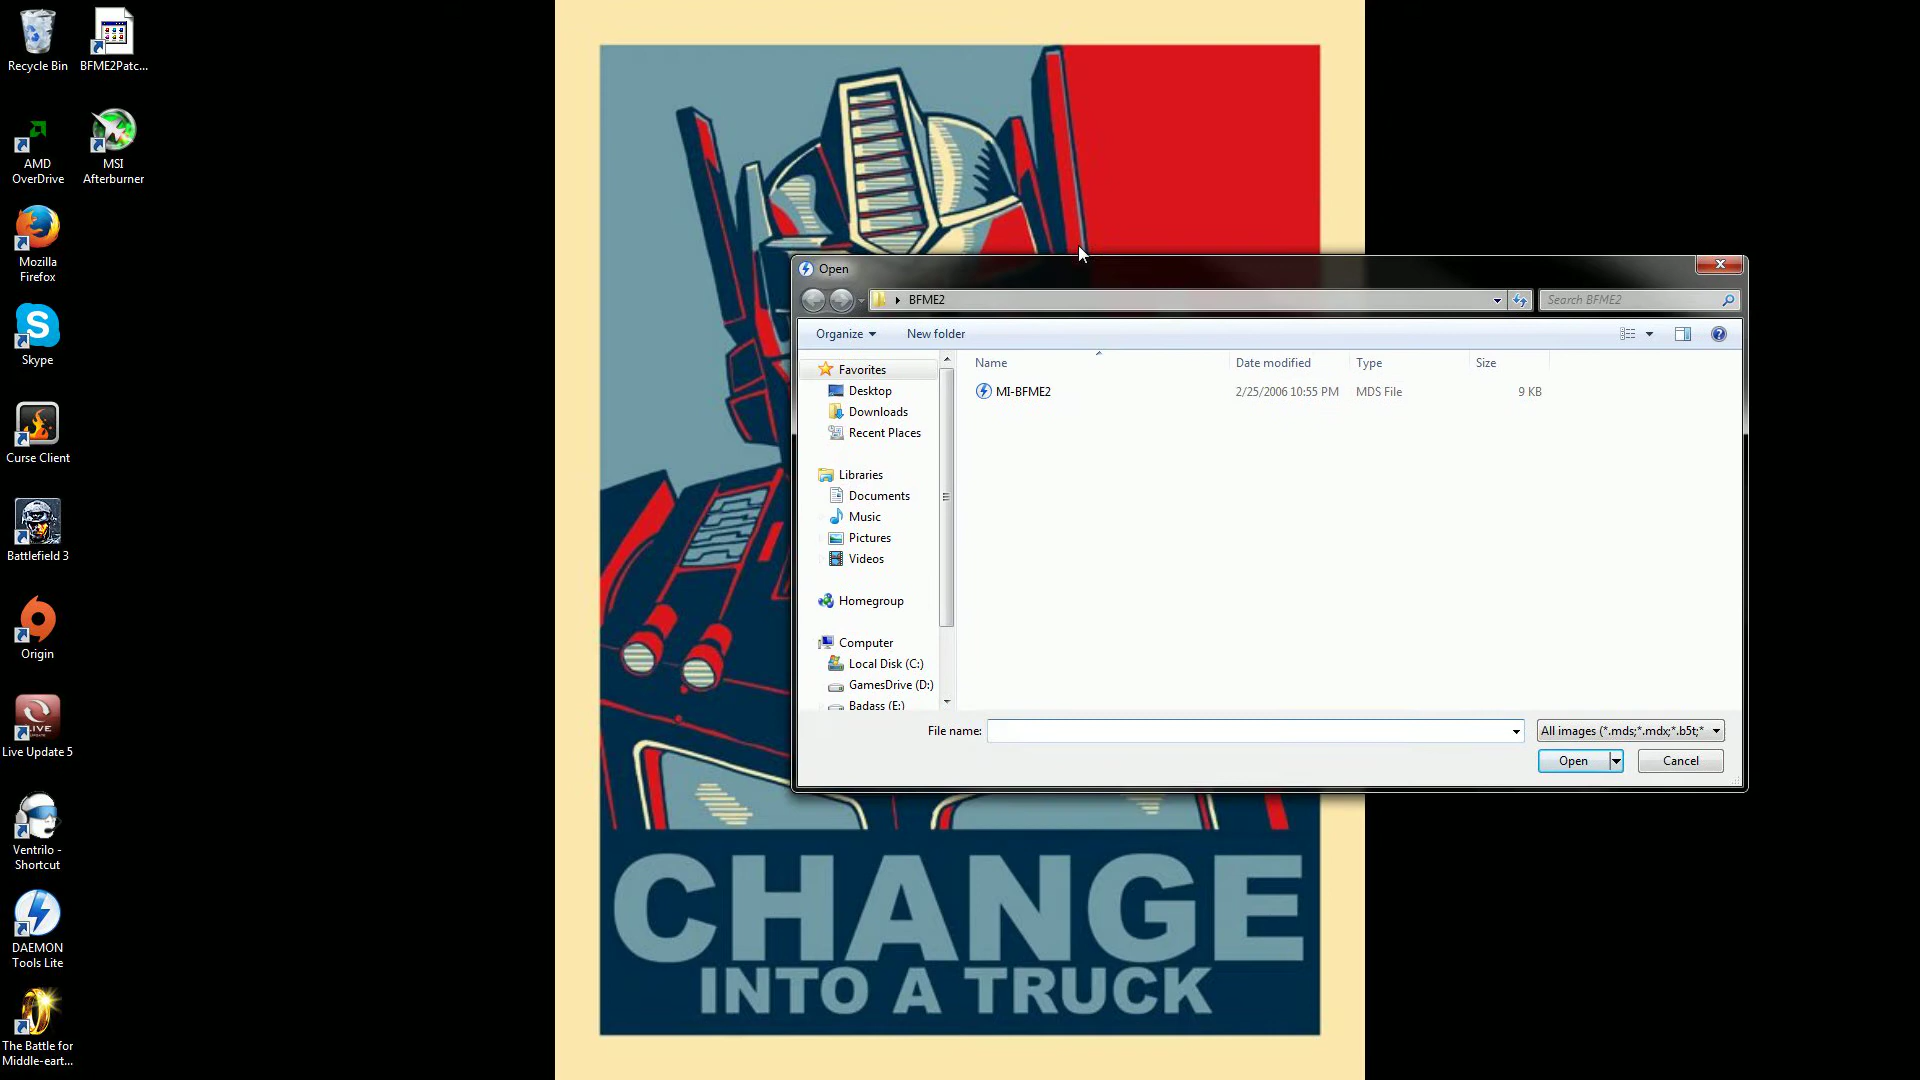 Recycle Bin
BFME2Patc...
AMD
OverDrive
MSI
Afterburner
Mozilla
Firefox
Skype
Curse Client
Battlefield 3
Origin
LIVE
UPDATE
Live Update 5
Ventrilo -
Shortcut
DAEMON
Tools Lite
The Battle for
Middle-eart...
Open
BFME2
Search BFME2
Organize
New folder
Name
Date modified
Type
Size
Favorites
Desktop
Downloads
Recent Places
Libraries
Documents
Music
Pictures
Videos
Homegroup
Computer
Local Disk (C:)
GamesDrive (D:)
Badass (E:)
MI-BFME2
2/25/2006 10:55 PM
MDS File
9 KB
File name:
All images (*.mds;*.mdx;*.b5t;*
Open
Cancel
CHANGE
INTO A TRUCK